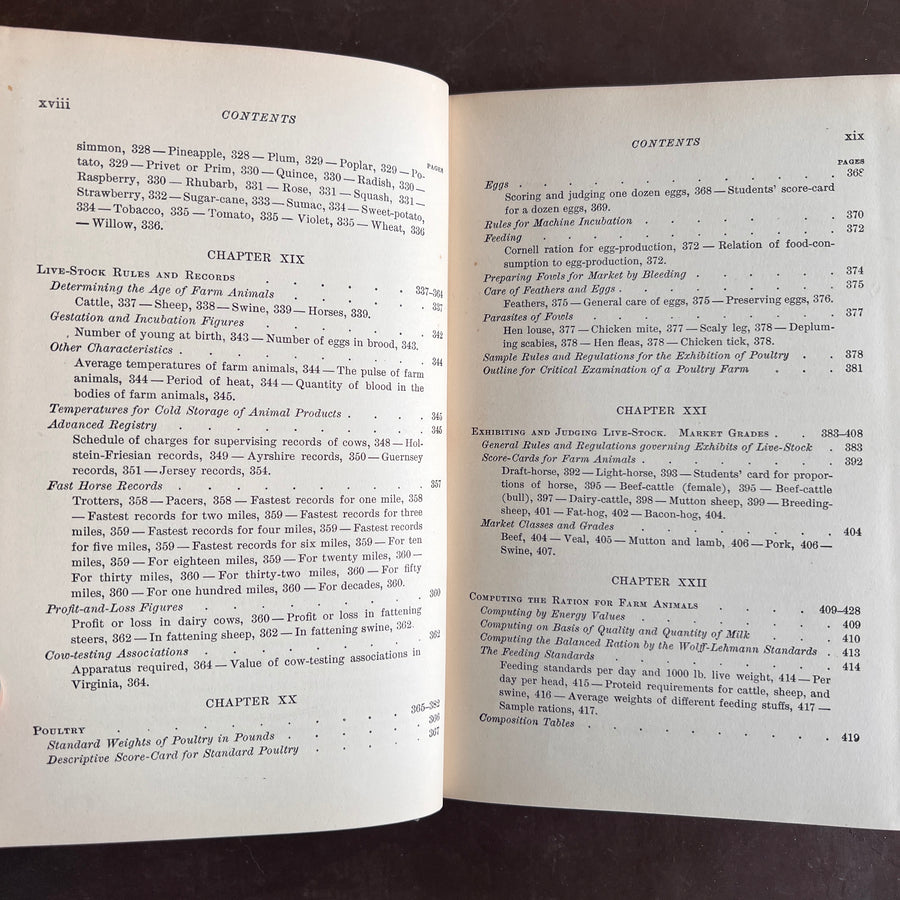 xviii
CONTENTS
PAGES
simmon, 328 — Pineapple, 328 — Plum, 329 — Poplar, 329 — Po-
tato, 329 — Privet or Prim, 330 — Quince, 330 — Radish, 330 —
Raspberry, 330 — Rhubarb, 331 — Rose, 331 — Squash, 331 —
Strawberry, 332 — Sugar-cane, 333 — Sumac, 334 — Sweet-potato,
334 — Tobacco, 335 — Tomato, 335 — Violet, 335 — Wheat, 336
— Willow, 336.
CHAPTER XIX
LIVE-STOCK RULES AND RECORDS . . . . . . 337–364
Determining the Age of Farm Animals . . . . . . 337
Cattle, 337 — Sheep, 338 — Swine, 339 — Horses, 339.
Gestation and Incubation Figures . . . . . . 342
Number of young at birth, 343 — Number of eggs in brood, 343.
Other Characteristics . . . . . . . . . 344
Average temperatures of farm animals, 344 — The pulse of farm
animals, 344 — Period of heat, 344 — Quantity of blood in the
bodies of farm animals, 345.
Temperatures for Cold Storage of Animal Products . . . . 345
Advanced Registry . . . . . . . . . 345
Schedule of charges for supervising records of cows, 348 — Hol-
stein-Friesian records, 349 — Ayrshire records, 350 — Guernsey
records, 351 — Jersey records, 354.
Fast Horse Records . . . . . . . . . 357
Trotters, 358 — Pacers, 358 — Fastest records for one mile, 358
— Fastest records for two miles, 359 — Fastest records for three
miles, 359 — Fastest records for four miles, 359 — Fastest records
for five miles, 359 — Fastest records for six miles, 359 — For ten
miles, 359 — For eighteen miles, 359 — For twenty miles, 360 —
For thirty miles, 360 — For thirty-two miles, 360 — For fifty
miles, 360 — For one hundred miles, 360 — For decades, 360.
Profit-and-Loss Figures . . . . . . . . 360
Profit or loss in dairy cows, 360 — Profit or loss in fattening
steers, 362 — In fattening sheep, 362 — In fattening swine, 362.
Cow-testing Associations . . . . . . . . 362
Apparatus required, 364 — Value of cow-testing associations in
Virginia, 364.
CHAPTER XX
POULTRY . . . . . . . . . . 365–382
Standard Weights of Poultry in Pounds . . . . . 366
Descriptive Score-Card for Standard Poultry . . . . 367
CONTENTS
xix
PAGES
Eggs . . . . . . . . . . . 368
Scoring and judging one dozen eggs, 368 — Students' score-card
for a dozen eggs, 369.
Rules for Machine Incubation . . . . . . . 370
Feeding . . . . . . . . . . 372
Cornell ration for egg-production, 372 — Relation of food-con-
sumption to egg-production, 372.
Preparing Fowls for Market by Bleeding . . . . . 374
Care of Feathers and Eggs . . . . . . . . 375
Feathers, 375 — General care of eggs, 375 — Preserving eggs, 376.
Parasites of Fowls . . . . . . . . . 377
Hen louse, 377 — Chicken mite, 377 — Scaly leg, 378 — Deplum-
ing scabies, 378 — Hen fleas, 378 — Chicken tick, 378.
Sample Rules and Regulations for the Exhibition of Poultry . . 378
Outline for Critical Examination of a Poultry Farm . . . 381
CHAPTER XXI
EXHIBITING AND JUDGING LIVE-STOCK. MARKET GRADES . . 383–408
General Rules and Regulations governing Exhibits of Live-Stock . 383
Score-Cards for Farm Animals . . . . . . . 392
Draft-horse, 392 — Light-horse, 393 — Students' card for propor-
tions of horse, 395 — Beef-cattle (female), 395 — Beef-cattle
(bull), 397 — Dairy-cattle, 398 — Mutton sheep, 399 — Breeding-
sheep, 401 — Fat-hog, 402 — Bacon-hog, 404.
Market Classes and Grades . . . . . . . 404
Beef, 404 — Veal, 405 — Mutton and lamb, 406 — Pork, 406 —
Swine, 407.
CHAPTER XXII
COMPUTING THE RATION FOR FARM ANIMALS . . . . . 409–428
Computing by Energy Values . . . . . . . 409
Computing on Basis of Quality and Quantity of Milk . . . 410
Computing the Balanced Ration by the Wolff-Lehmann Standards . 413
The Feeding Standards . . . . . . . . 414
Feeding standards per day and 1000 lb. live weight, 414 — Per
day per head, 415 — Proteid requirements for cattle, sheep, and
swine, 416 — Average weights of different feeding stuffs, 417 —
Sample rations, 417.
Composition Tables . . . . . . . . . 419